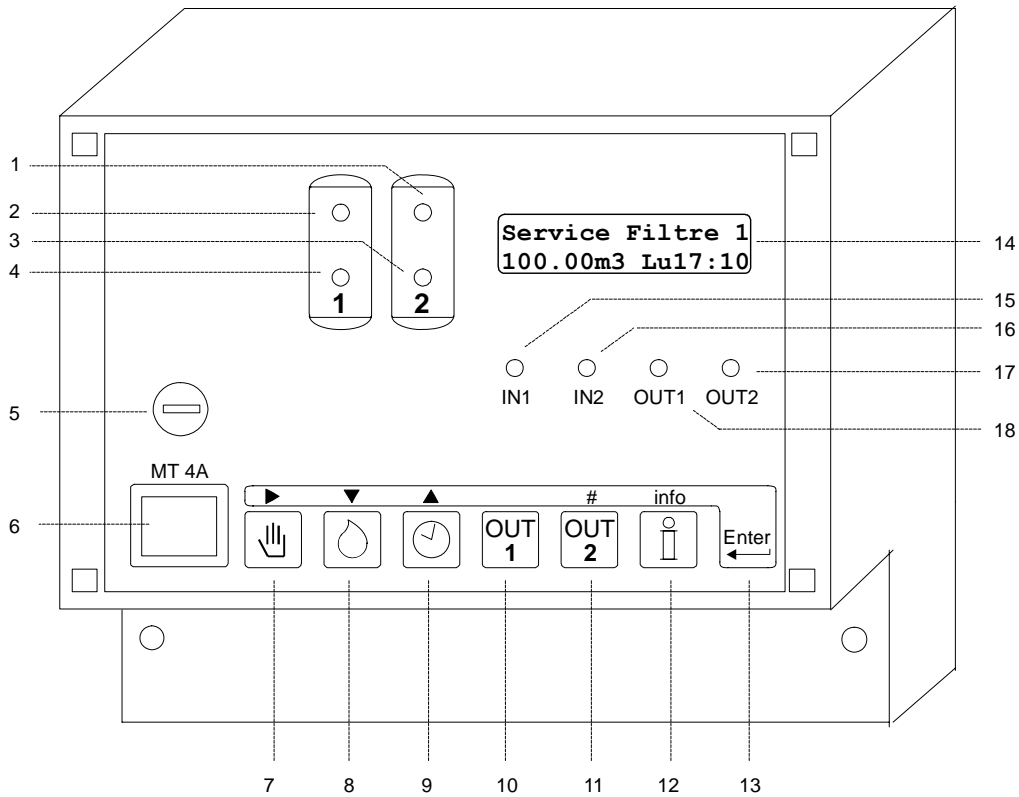 1
2
3
4
1
2
Service Filtre 1
100.00m3 Lu17:10
14
15
16
17
18
IN1 IN2 OUT1 OUT2
5
MT 4A
6
# info
OUT 1
OUT 2
Enter
7 8 9 10 11 12 13